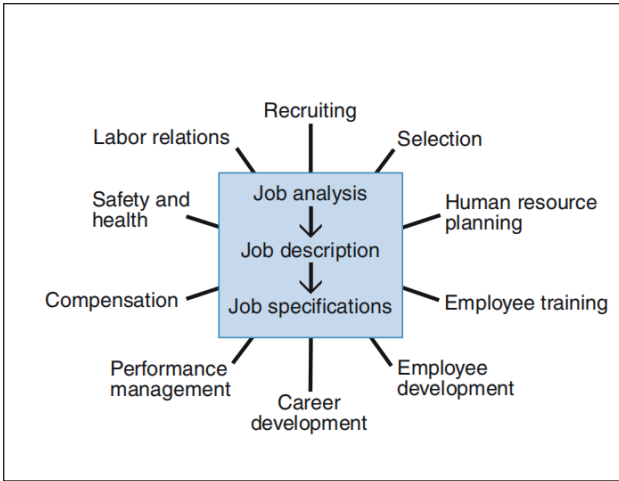 Recruiting
Labor relations
Selection
Safety and
health
Job analysis
Human resource
planning
Job description
Compensation
Job specifications
Employee training
Performance
management
Employee
development
Career
development